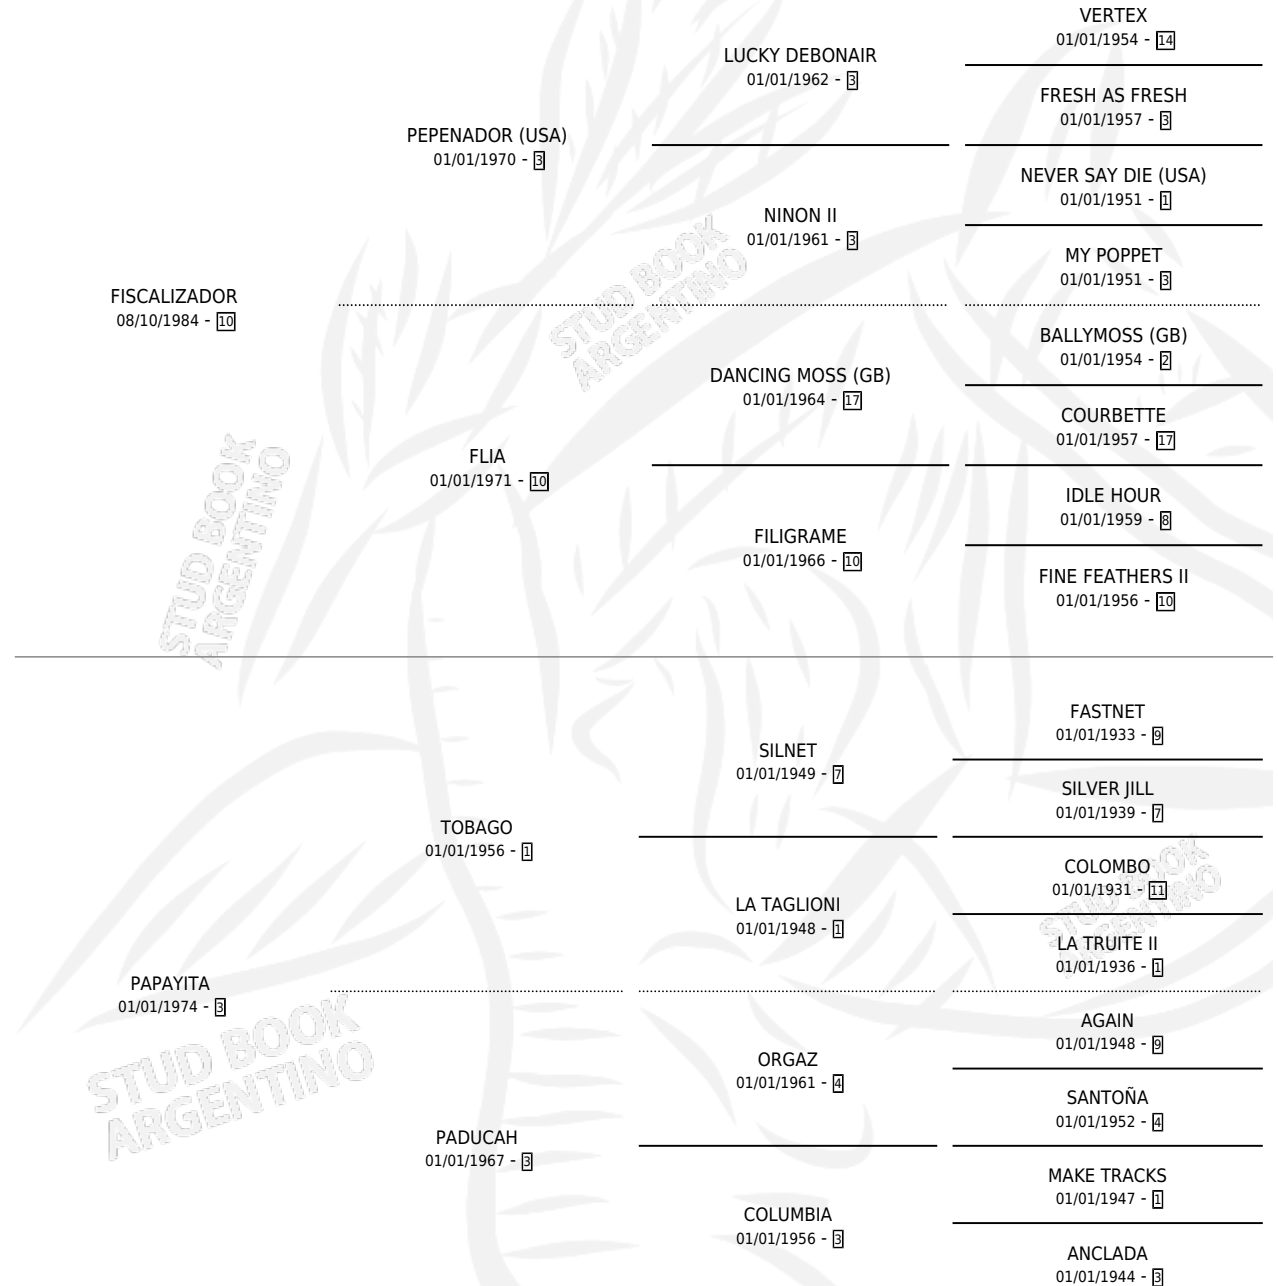 VERTEX
01/01/1954 - 14
LUCKY DEBONAIR
01/01/1962 - 3
FRESH AS FRESH
01/01/1957 - 3
PEPENADOR (USA)
01/01/1970 - 3
NEVER SAY DIE (USA)
01/01/1951 - 1
NINON II
01/01/1961 - 3
MY POPPET
01/01/1951 - 3
FISCALIZADOR
08/10/1984 - 10
BALLYMOSS (GB)
01/01/1954 - 2
DANCING MOSS (GB)
01/01/1964 - 17
COURBETTE
01/01/1957 - 17
FLIA
01/01/1971 - 10
IDLE HOUR
01/01/1959 - 8
FILIGRAME
01/01/1966 - 10
FINE FEATHERS II
01/01/1956 - 10
STUD BOOK
ARGENTINO
STUD BOOK
ARGENTINO
FASTNET
01/01/1933 - 9
SILNET
01/01/1949 - 7
SILVER JILL
01/01/1939 - 7
TOBAGO
01/01/1956 - 1
COLOMBO
01/01/1931 - 11
LA TAGLIONI
01/01/1948 - 1
LA TRUITE II
01/01/1936 - 1
STUD BOOK
ARGENTINO
PAPAYITA
01/01/1974 - 3
STUD BOOK
ARGENTINO
AGAIN
01/01/1948 - 9
ORGAZ
01/01/1961 - 4
SANTOÑA
01/01/1952 - 4
PADUCAH
01/01/1967 - 3
MAKE TRACKS
01/01/1947 - 1
COLUMBIA
01/01/1956 - 3
ANCLADA
01/01/1944 - 3